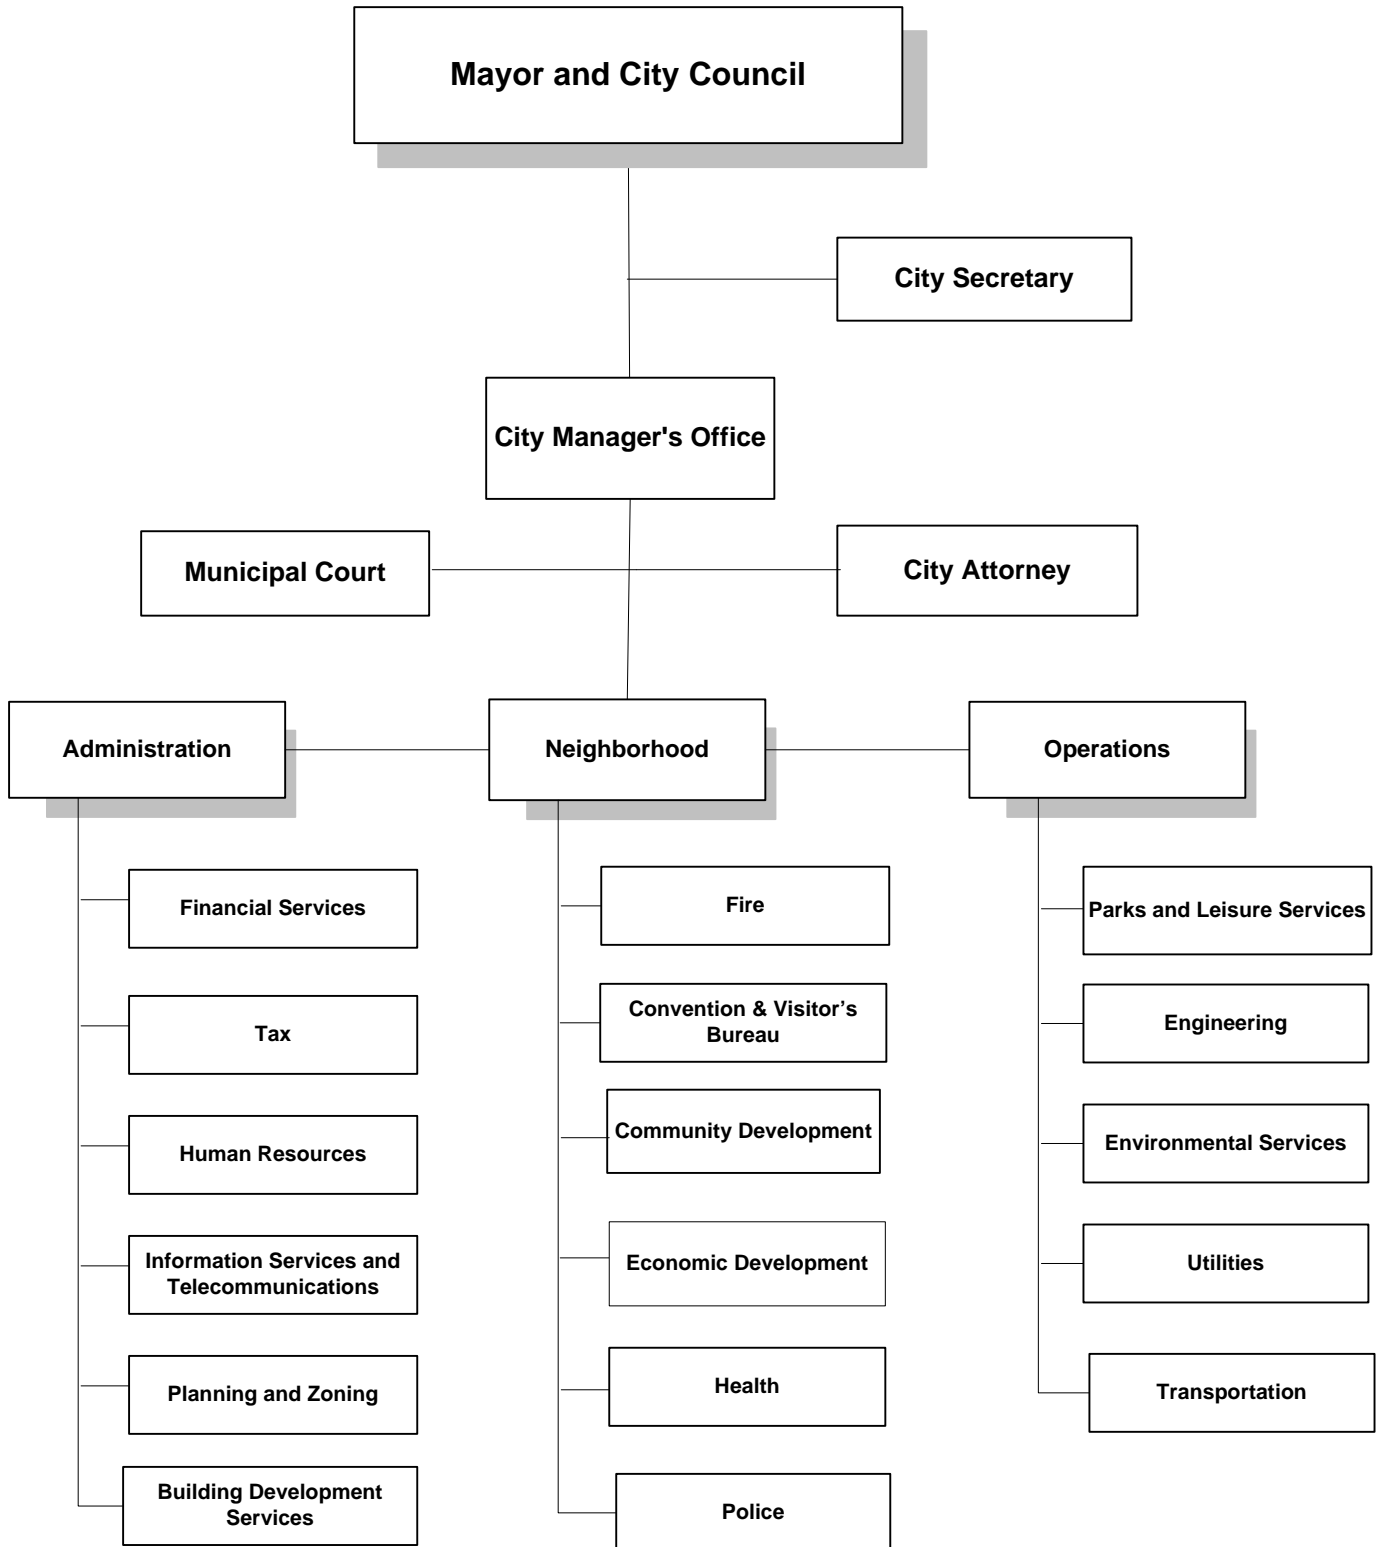 Mayor and City Council
City Secretary
City Manager's Office
Municipal Court
City Attorney
Administration
Neighborhood
Operations
Financial Services
Tax
Human Resources
Information Services and
Telecommunications
Planning and Zoning
Building Development
Services
Fire
Convention & Visitor’s
Bureau
Community Development
Economic Development
Health
Police
Parks and Leisure Services
Engineering
Environmental Services
Utilities
Transportation